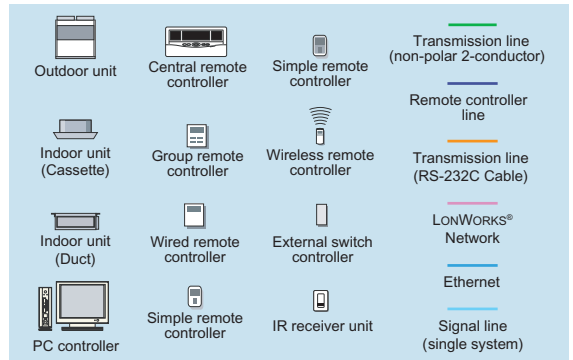 Outdoor unit
Central remote
controller
Simple remote
controller
Transmission line
(non-polar 2-conductor)
Remote controller
line
Indoor unit
(Cassette)
Group remote
controller
Wireless remote
controller
Transmission line
(RS-232C Cable)
LONWORKS®
Network
Indoor unit
(Duct)
Wired remote
controller
External switch
controller
Ethernet
PC controller
Simple remote
controller
IR receiver unit
Signal line
(single system)